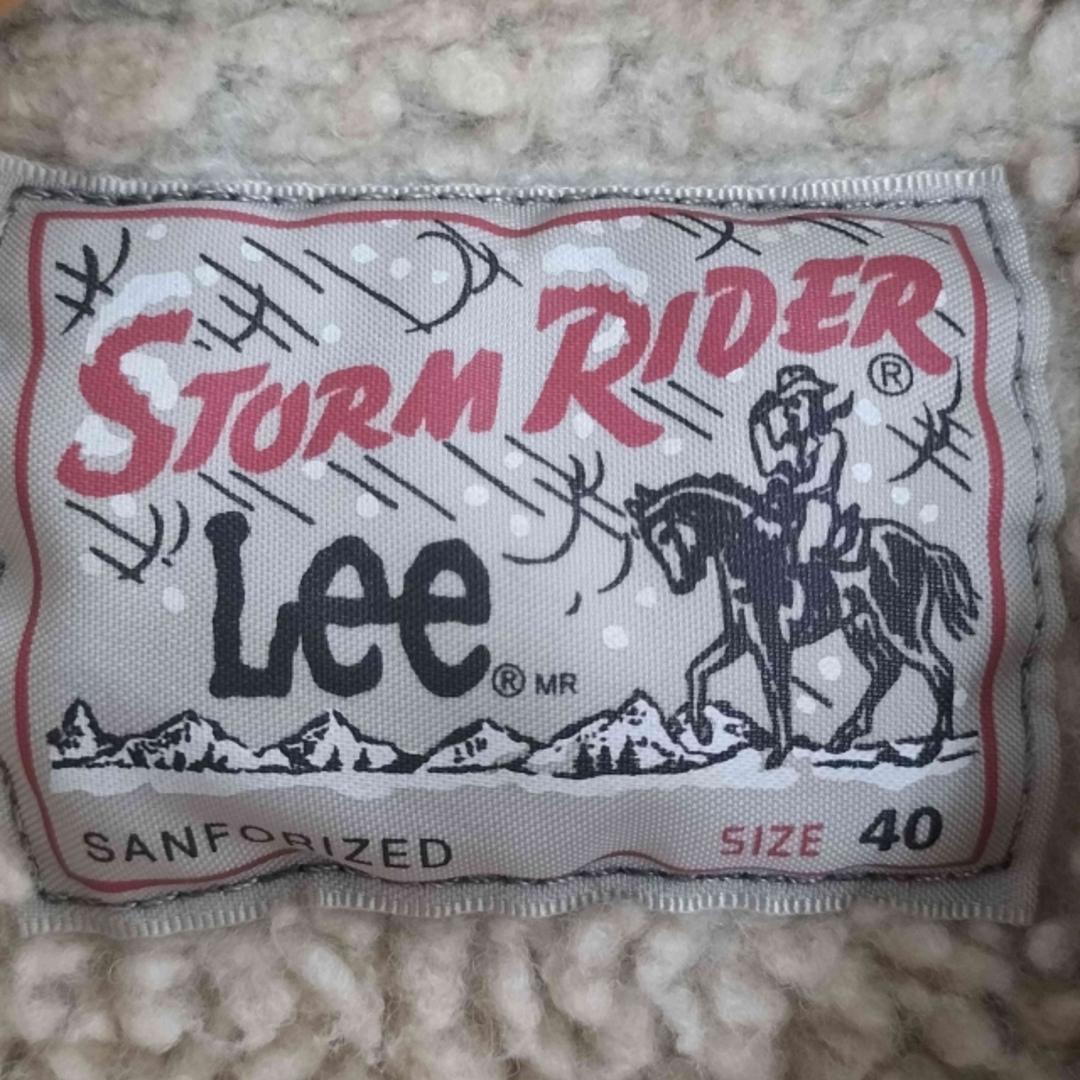 STORM RIDER ®
Lee ® MR
SANFORIZED SIZE 40